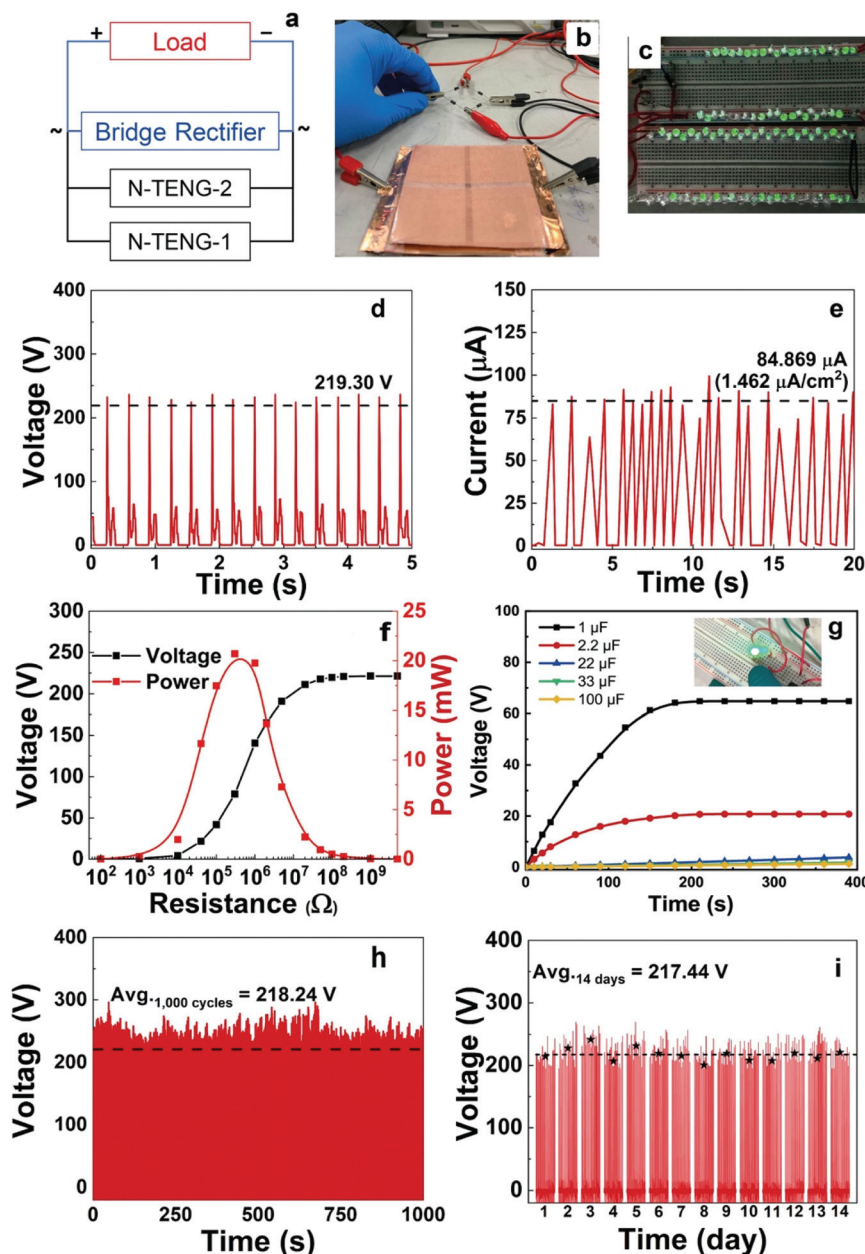 a
+ Load −
~ Bridge Rectifier ~
N-TENG-2
N-TENG-1
b
c
d
400
300
200
100
0
Voltage (V)
219.30 V
0 1 2 3 4 5
Time (s)
e
150
125
100
75
50
25
0
Current (μA)
84.869 μA
(1.462 μA/cm²)
0 5 10 15 20
Time (s)
f
300
250
200
150
100
50
0
Voltage (V)
Voltage
Power
25
20
15
10
5
0
Power (mW)
10² 10³ 10⁴ 10⁵ 10⁶ 10⁷ 10⁸ 10⁹
Resistance (Ω)
g
100
80
60
40
20
0
Voltage (V)
1 μF
2.2 μF
22 μF
33 μF
100 μF
0 100 200 300 400
Time (s)
h
400
300
200
100
0
Voltage (V)
Avg.1,000 cycles = 218.24 V
0 250 500 750 1000
Time (s)
i
400
300
200
100
0
Voltage (V)
Avg.14 days = 217.44 V
1 2 3 4 5 6 7 8 9 10 11 12 13 14
Time (day)